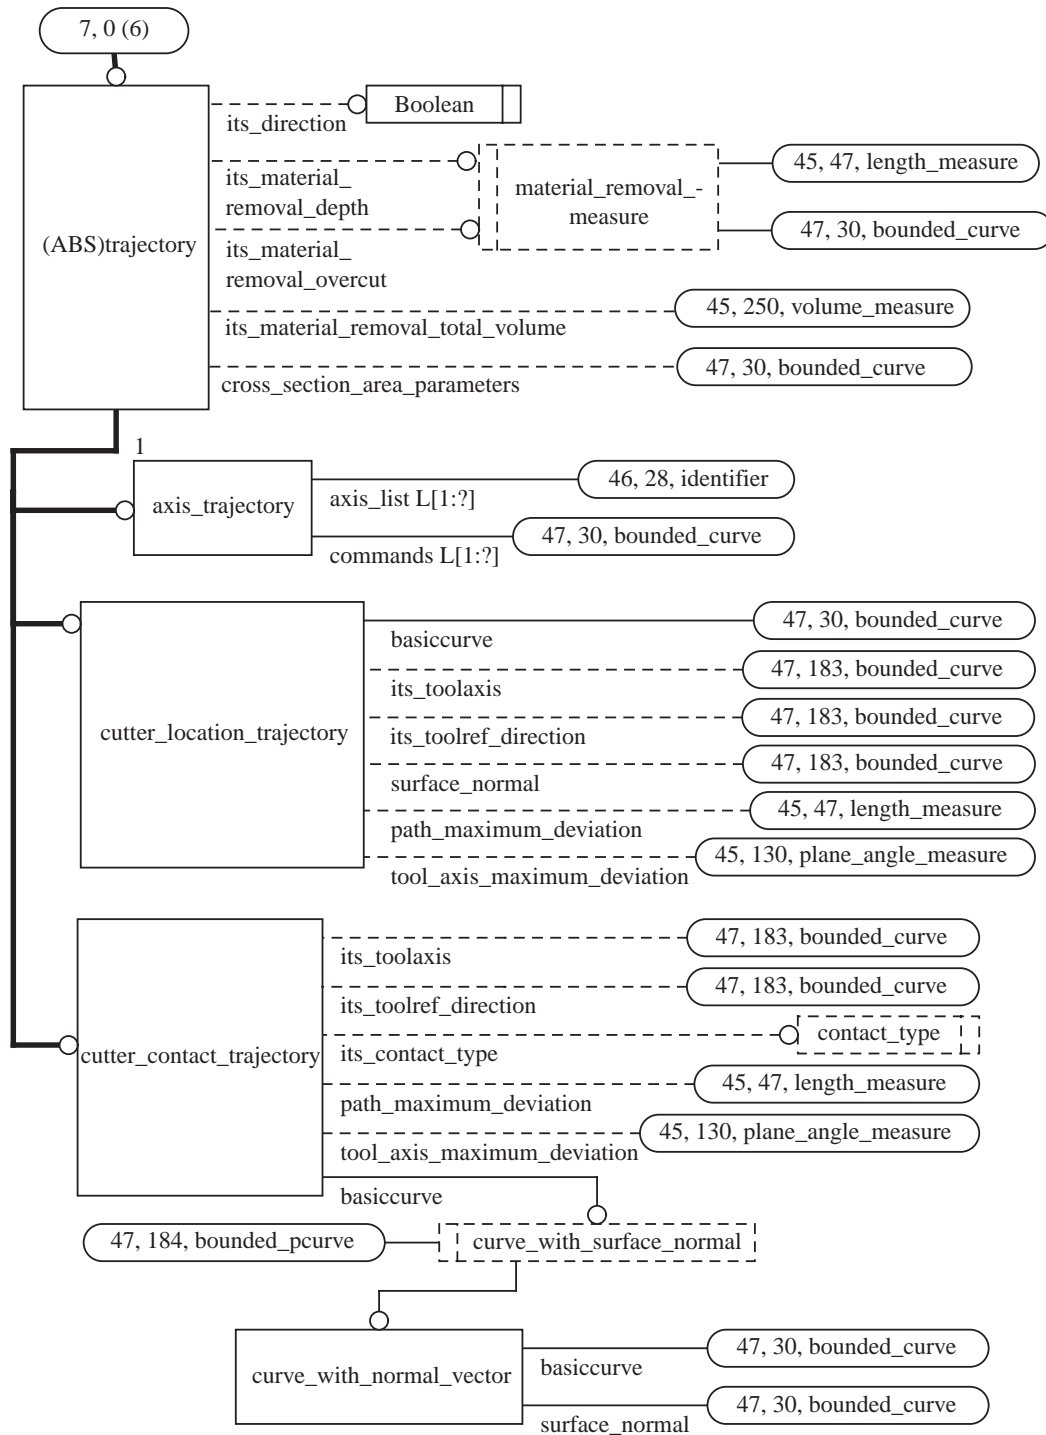 7, 0 (6)
Boolean
its_direction
its_material_
removal_depth
material_removal_-
measure
45, 47, length_measure
(ABS)trajectory
47, 30, bounded_curve
its_material_
removal_overcut
45, 250, volume_measure
its_material_removal_total_volume
47, 30, bounded_curve
cross_section_area_parameters
1
axis_trajectory
46, 28, identifier
axis_list L[1:?]
47, 30, bounded_curve
commands L[1:?]
47, 30, bounded_curve
basiccurve
47, 183, bounded_curve
its_toolaxis
cutter_location_trajectory
47, 183, bounded_curve
its_toolref_direction
47, 183, bounded_curve
surface_normal
45, 47, length_measure
path_maximum_deviation
45, 130, plane_angle_measure
tool_axis_maximum_deviation
47, 183, bounded_curve
its_toolaxis
47, 183, bounded_curve
its_toolref_direction
contact_type
cutter_contact_trajectory
its_contact_type
45, 47, length_measure
path_maximum_deviation
45, 130, plane_angle_measure
tool_axis_maximum_deviation
basiccurve
47, 184, bounded_pcurve
curve_with_surface_normal
curve_with_normal_vector
47, 30, bounded_curve
basiccurve
47, 30, bounded_curve
surface_normal